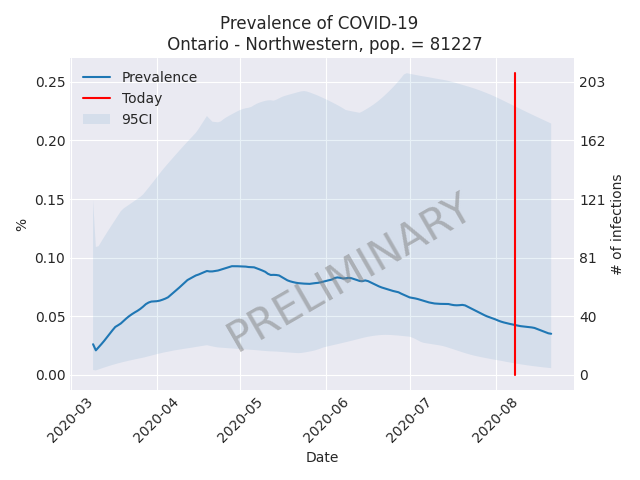 Prevalence of COVID-19
Ontario - Northwestern, pop. = 81227
Prevalence
Today
95CI
%
0.25
0.20
0.15
0.10
0.05
0.00
203
162
121
81
40
0
# of infections
PRELIMINARY
2020-03
2020-04
2020-05
2020-06
2020-07
2020-08
Date